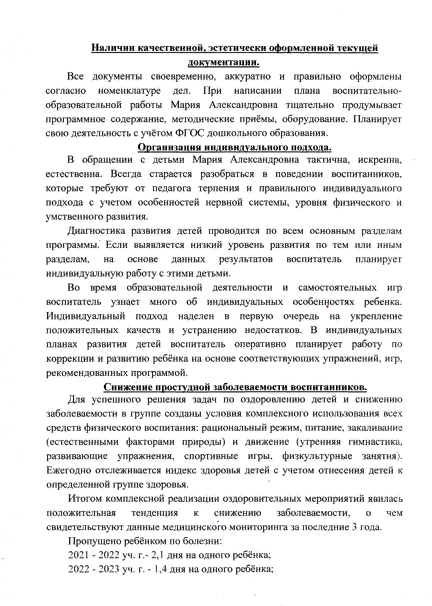 Наличии качественной, эстетически оформленной текущей
документации.
Все документы своевременно, аккуратно и правильно оформлены
согласно номенклатуре дел. При написании плана воспитательно-
образовательной работы Мария Александровна тщательно продумывает
программное содержание, методические приёмы, оборудование. Планирует
свою деятельность с учётом ФГОС дошкольного образования.
Организация индивидуального подхода.
В обращении с детьми Мария Александровна тактична, искренна,
естественна. Всегда старается разобраться в поведении воспитанников,
которые требуют от педагога терпения и правильного индивидуального
подхода с учетом особенностей нервной системы, уровня физического и
умственного развития.
Диагностика развития детей проводится по всем основным разделам
программы. Если выявляется низкий уровень развития по тем или иным
разделам, на основе данных результатов воспитатель планирует
индивидуальную работу с этими детьми.
Во время образовательной деятельности и самостоятельных игр
воспитатель узнает много об индивидуальных особенностях ребенка.
Индивидуальный подход наделен в первую очередь на укрепление
положительных качеств и устранению недостатков. В индивидуальных
планах развития детей воспитатель оперативно планирует работу по
коррекции и развитию ребёнка на основе соответствующих упражнений, игр,
рекомендованных программой.
Снижение простудной заболеваемости воспитанников.
Для успешного решения задач по оздоровлению детей и снижению
заболеваемости в группе созданы условия комплексного использования всех
средств физического воспитания: рациональный режим, питание, закаливание
(естественными факторами природы) и движение (утренняя гимнастика,
развивающие упражнения, спортивные игры, физкультурные занятия).
Ежегодно отслеживается индекс здоровья детей с учетом отнесения детей к
определенной группе здоровья.
Итогом комплексной реализации оздоровительных мероприятий явилась
положительная тенденция к снижению заболеваемости, о чем
свидетельствуют данные медицинского мониторинга за последние 3 года.
Пропущено ребёнком по болезни:
2021 - 2022 уч. г.- 2,1 дня на одного ребёнка;
2022 - 2023 уч. г. - 1,4 дня на одного ребёнка;